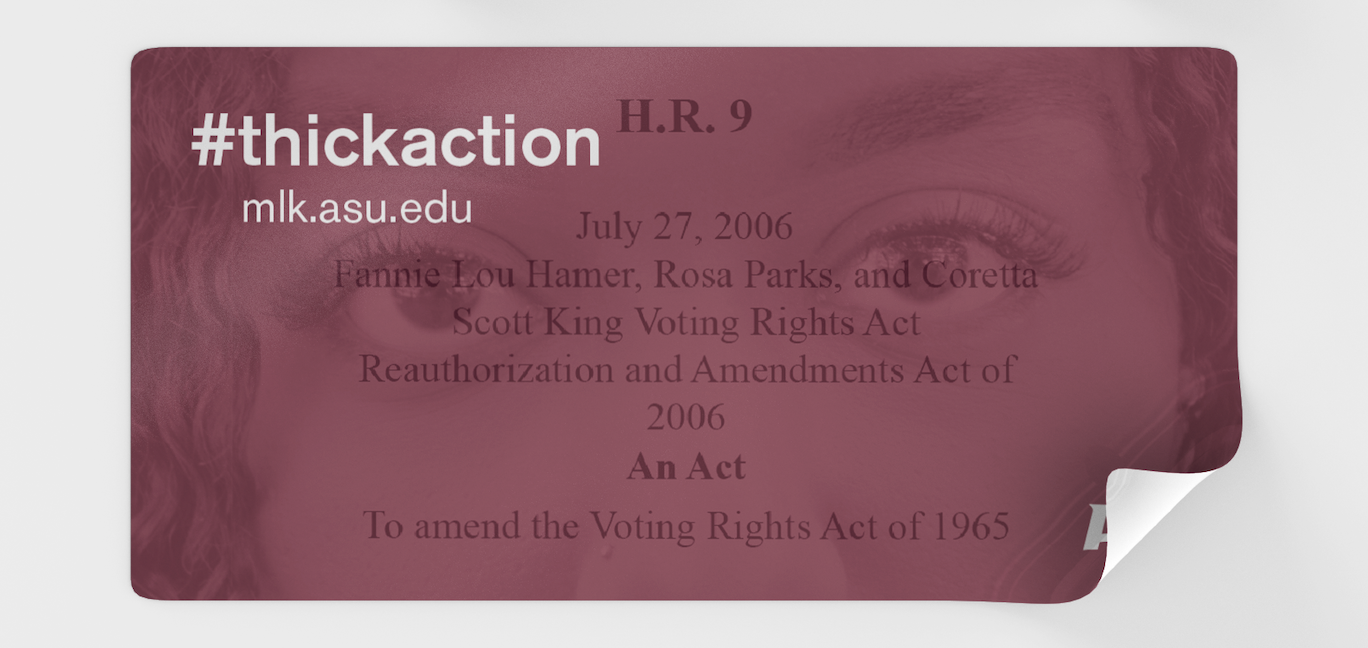 #thickaction
mlk.asu.edu
H.R. 9
July 27, 2006
Fannie Lou Hamer, Rosa Parks, and Coretta
Scott King Voting Rights Act
Reauthorization and Amendments Act of
2006
An Act
To amend the Voting Rights Act of 1965